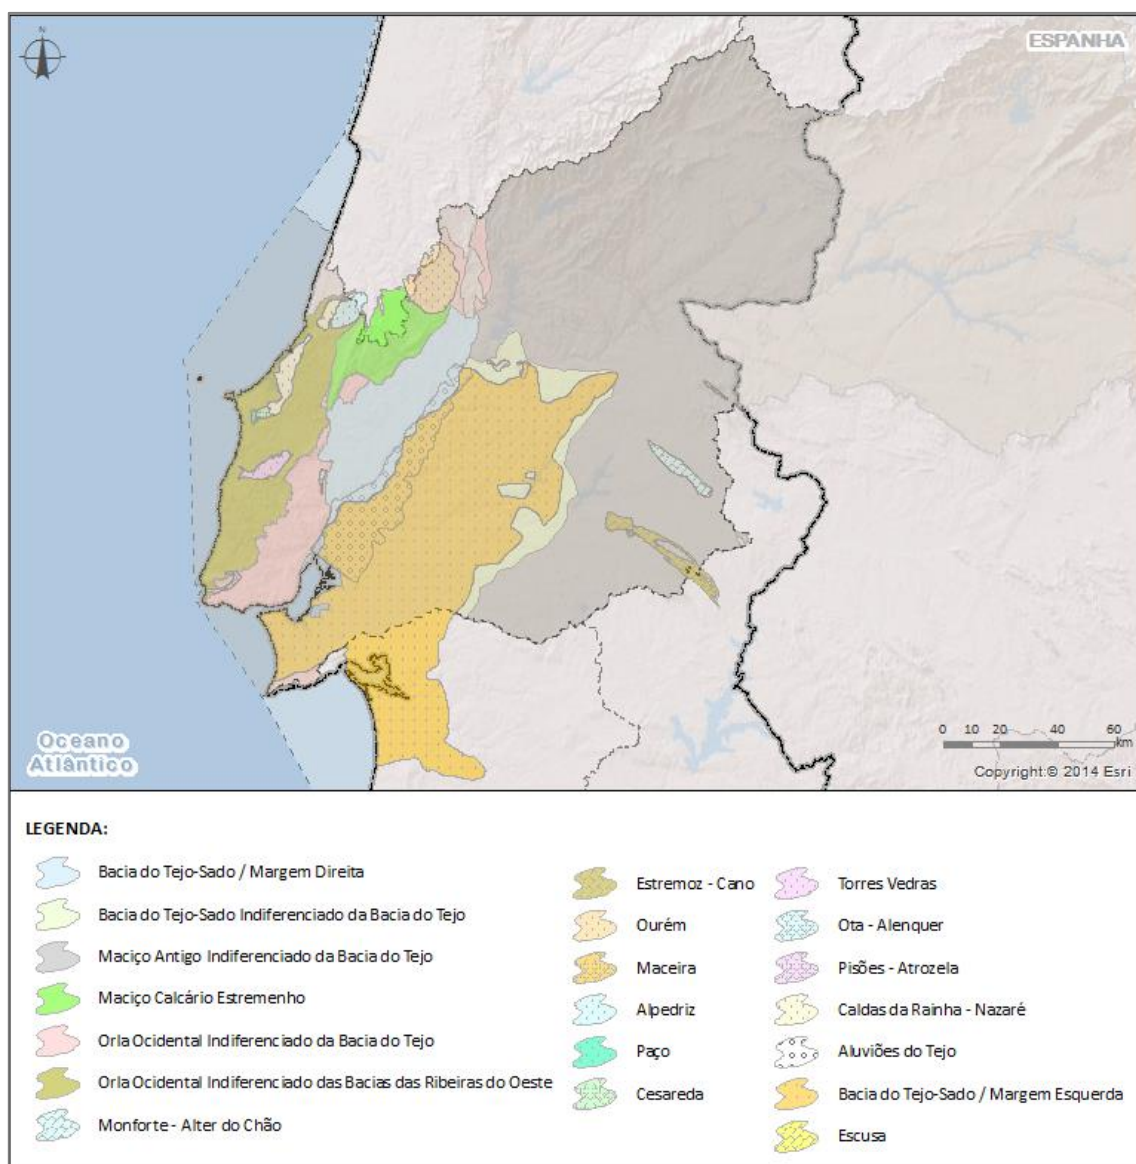 N
ESPANHA
Oceano
Atlântico
0 10 20 40 60
km
Copyright:© 2014 Esri
LEGENDA:
Bacia do Tejo-Sado / Margem Direita
Bacia do Tejo-Sado Indiferenciado da Bacia do Tejo
Maciço Antigo Indiferenciado da Bacia do Tejo
Maciço Calcário Estremenho
Orla Ocidental Indiferenciado da Bacia do Tejo
Orla Ocidental Indiferenciado das Bacias das Ribeiras do Oeste
Monforte - Alter do Chão
Estremoz - Cano
Ourém
Maceira
Alpedriz
Paço
Cesareda
Torres Vedras
Ota - Alenquer
Pisões - Atrozela
Caldas da Rainha - Nazaré
Aluviões do Tejo
Bacia do Tejo-Sado / Margem Esquerda
Escusa